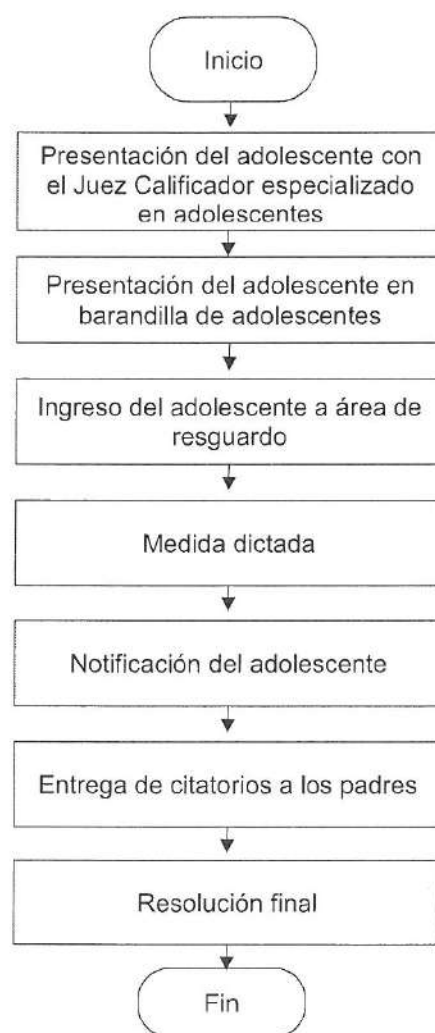 Inicio
Presentación del adolescente con
el Juez Calificador especializado
en adolescentes
Presentación del adolescente en
barandilla de adolescentes
Ingreso del adolescente a área de
resguardo
Medida dictada
Notificación del adolescente
Entrega de citatorios a los padres
Resolución final
Fin